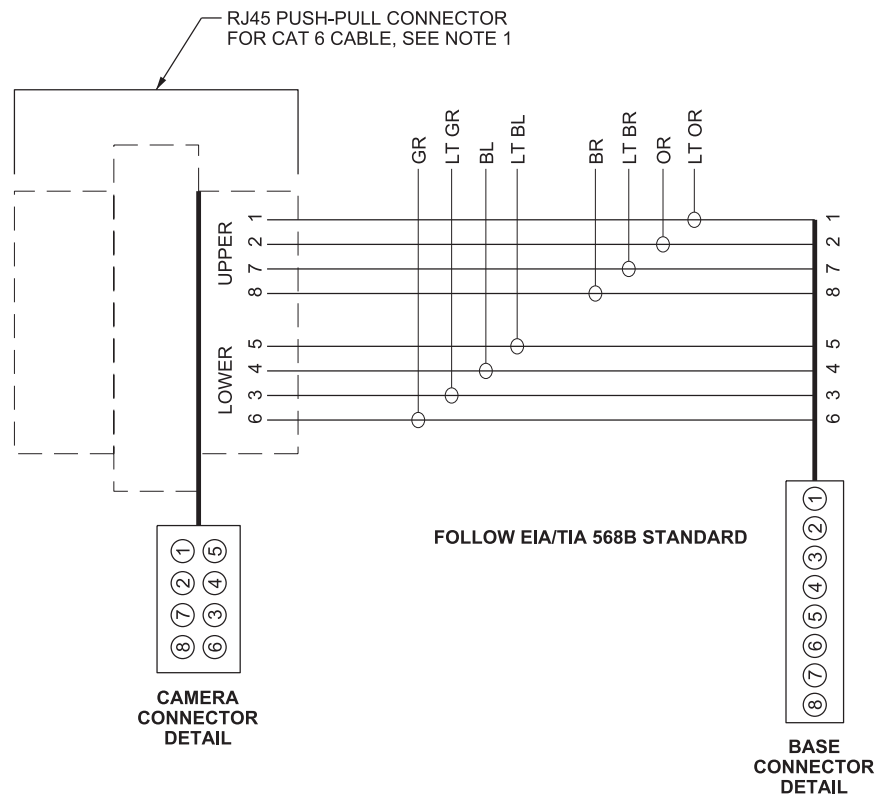 RJ45 PUSH-PULL CONNECTOR
FOR CAT 6 CABLE, SEE NOTE 1
GR
LT GR
BL
LT BL
BR
LT BR
OR
LT OR
UPPER
1
2
7
8
1
2
7
8
LOWER
5
4
3
6
5
4
3
6
FOLLOW EIA/TIA 568B STANDARD
1 5
2 4
7 3
8 6
CAMERA
CONNECTOR
DETAIL
1
2
3
4
5
6
7
8
BASE
CONNECTOR
DETAIL